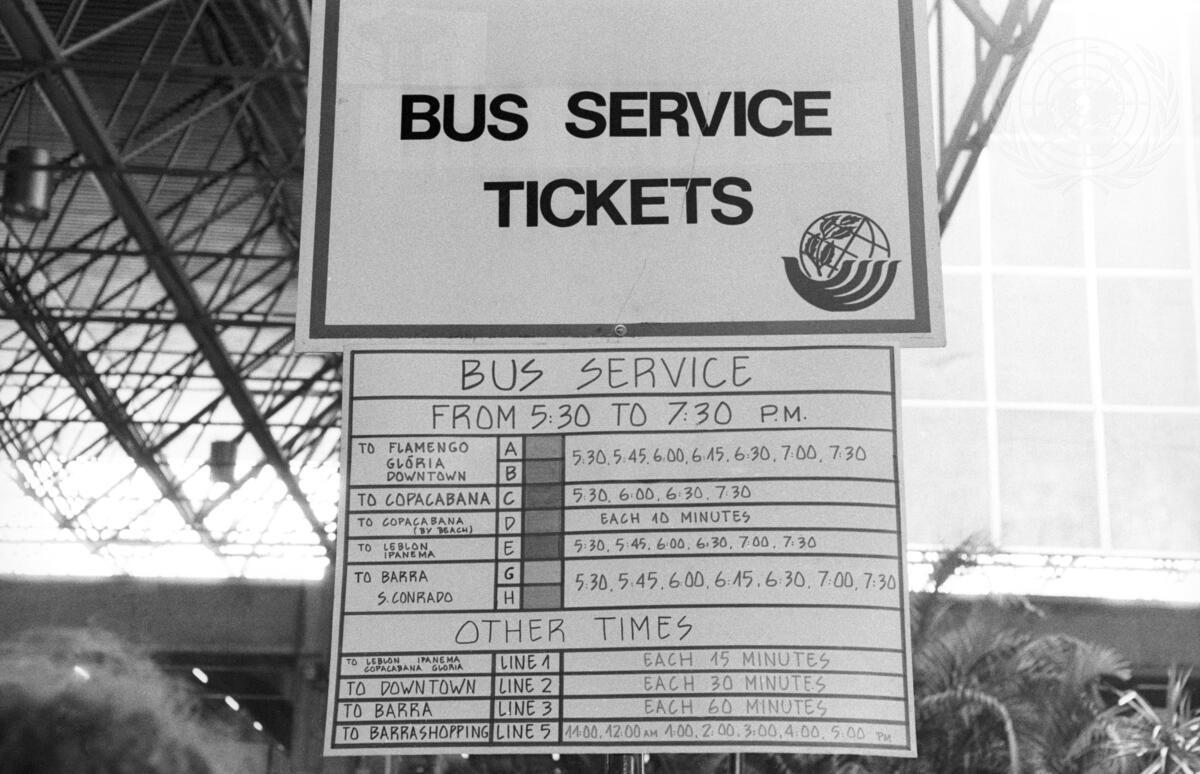 BUS SERVICE
TICKETS
BUS SERVICE
FROM 5:30 TO 7:30 P.M.
TO FLAMENGO
GLÓRIA
DOWNTOWN
A
B
5:30, 5:45, 6:00, 6:15, 6:30, 7:00, 7:30
TO COPACABANA C 5:30, 6:00, 6:30, 7:30
TO COPACABANA
(BY BEACH)
D EACH 10 MINUTES
TO LEBLON
IPANEMA
E 5:30, 5:45, 6:00, 6:30, 7:00, 7:30
TO BARRA
S. CONRADO
G
H
5:30, 5:45, 6:00, 6:15, 6:30, 7:00, 7:30
OTHER TIMES
TO LEBLON IPANEMA
COPACABANA GLORIA
LINE 1 EACH 15 MINUTES
TO DOWNTOWN LINE 2 EACH 30 MINUTES
TO BARRA LINE 3 EACH 60 MINUTES
TO BARRASHOPPING LINE 5 11:00, 12:00 AM 1:00, 2:00, 3:00, 4:00, 5:00 PM